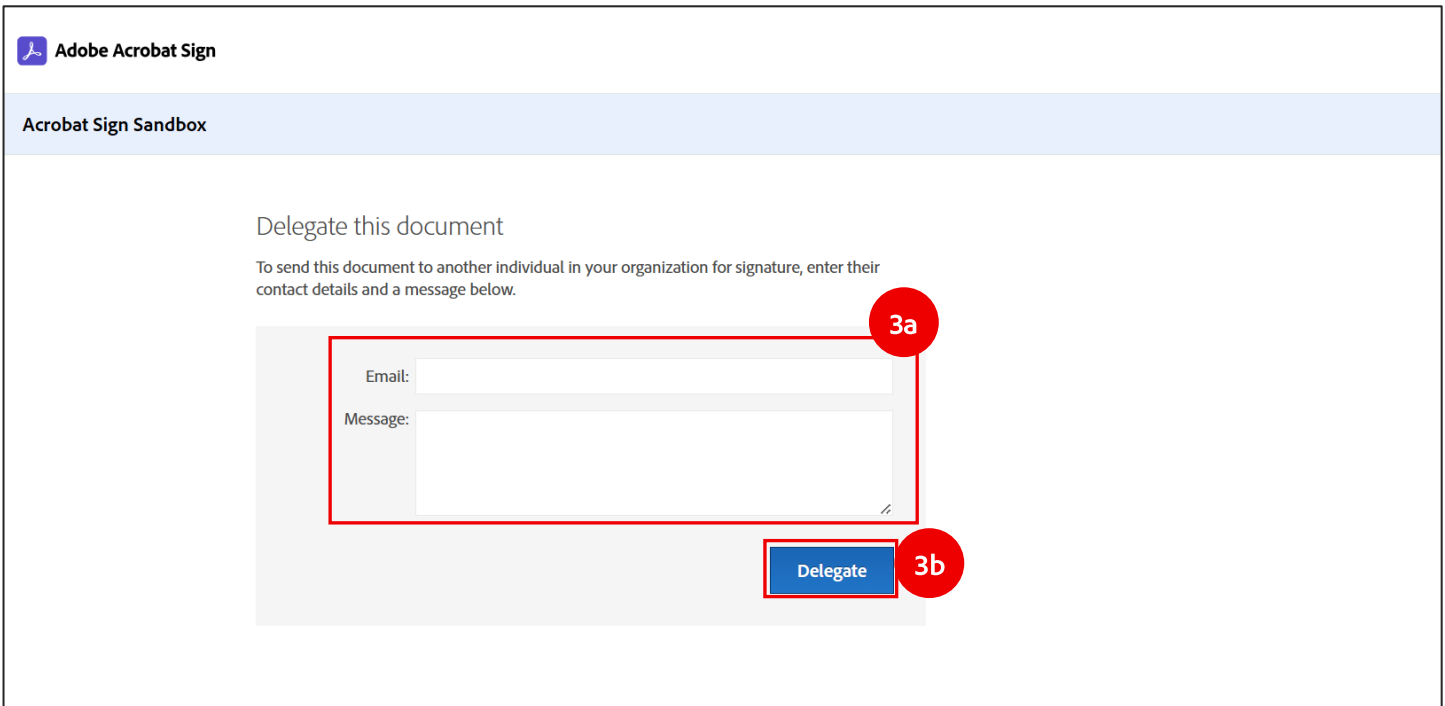 Adobe Acrobat Sign
Acrobat Sign Sandbox
Delegate this document
To send this document to another individual in your organization for signature, enter their
contact details and a message below.
3a
Email:
Message:
Delegate
3b